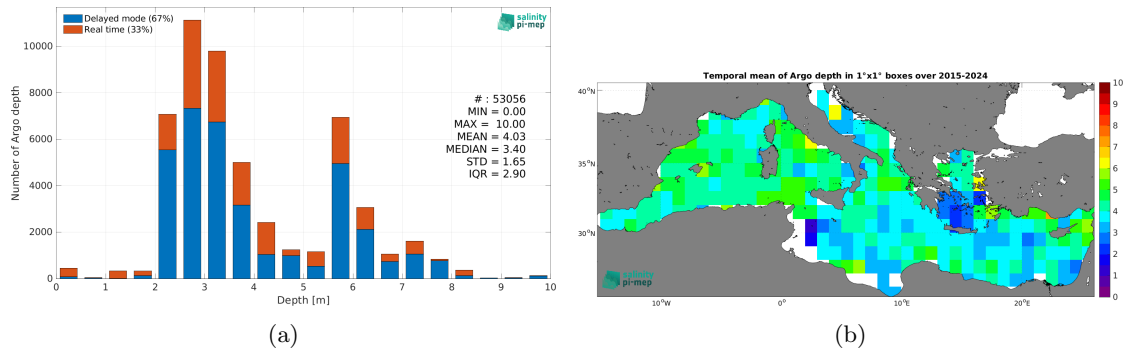 Delayed mode (67%)
Real time (33%)
salinity
pi-mep
10000
8000
6000
4000
2000
0
Number of Argo depth
# : 53056
MIN = 0.00
MAX = 10.00
MEAN = 4.03
MEDIAN = 3.40
STD = 1.65
IQR = 2.90
0 1 2 3 4 5 6 7 8 9 10
Depth [m]
(a)
Temporal mean of Argo depth in 1°x1° boxes over 2015-2024
40°N
35°N
30°N
salinity
pi-mep
10°W 0° 10°E 20°E
10
9
8
7
6
5
4
3
2
1
0
(b)